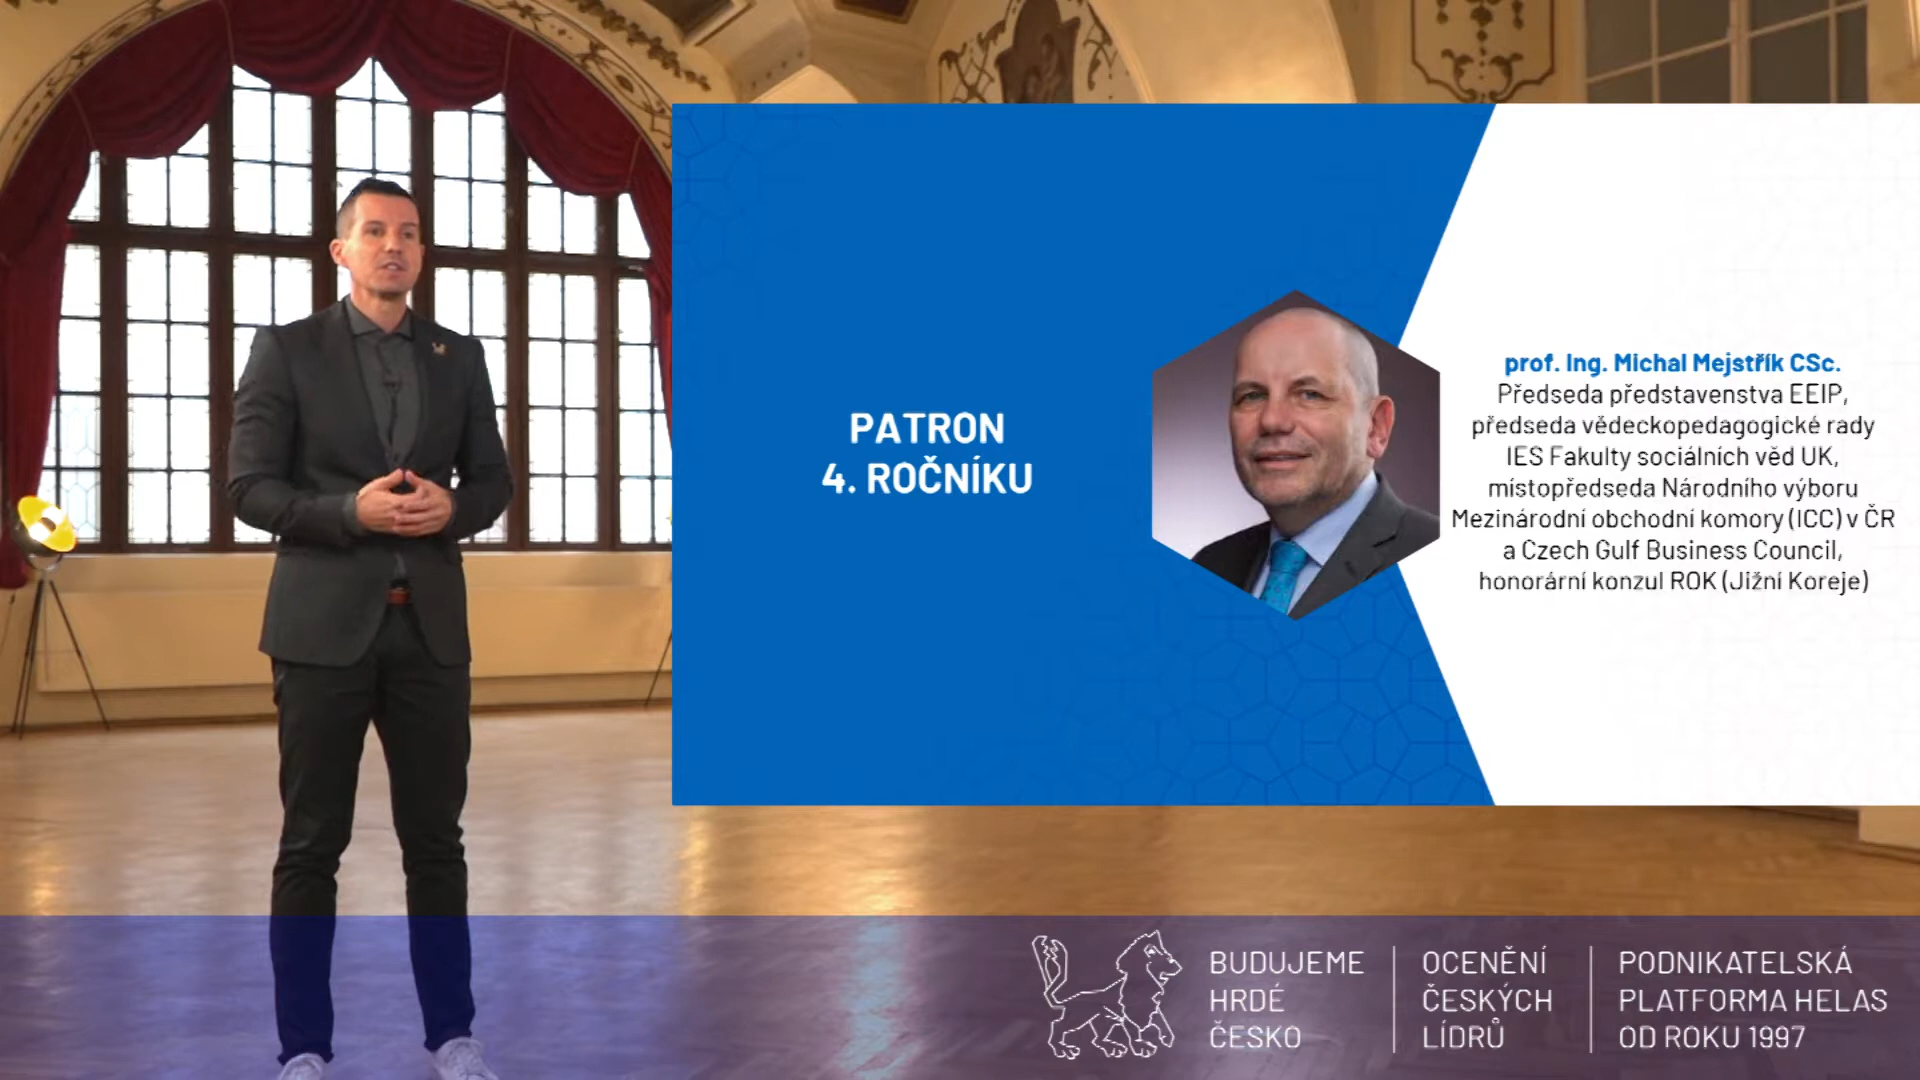 PATRON
4. ROČNÍKU
prof. Ing. Michal Mejstřík CSc.
Předseda představenstva EEIP,
předseda vědeckopedagogické rady
IES Fakulty sociálních věd UK,
místopředseda Národního výboru
Mezinárodní obchodní komory (ICC) v ČR
a Czech Gulf Business Council,
honorární konzul ROK (Jižní Koreje)
BUDUJEME
HRDÉ
ČESKO
OCENĚNÍ
ČESKÝCH
LÍDRŮ
PODNIKATELSKÁ
PLATFORMA HELAS
OD ROKU 1997